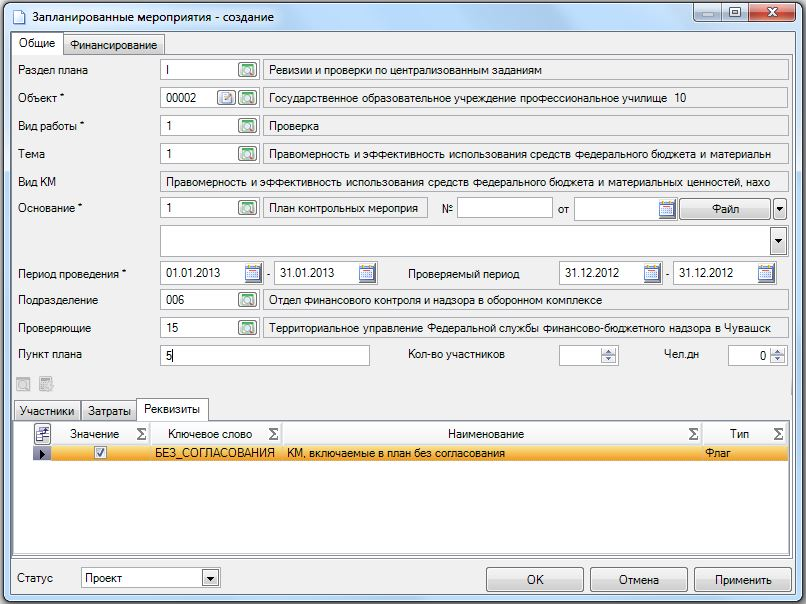 Запланированные мероприятия - создание
Общие Финансирование
Раздел плана I Ревизии и проверки по централизованным заданиям
Объект * 00002 Государственное образовательное учреждение профессиональное училище 10
Вид работы * 1 Проверка
Тема 1 Правомерность и эффективность использования средств Федерального бюджета и материальн
Вид КМ Правомерность и эффективность использования средств Федерального бюджета и материальных ценностей, нахо
Основание * 1 План контрольных мероприя № от Файл
Период проведения * 01.01.2013 - 31.01.2013 Проверяемый период 31.12.2012 - 31.12.2012
Подразделение 006 Отдел финансового контроля и надзора в оборонном комплексе
Проверяющие 15 Территориальное управление Федеральной службы финансово-бюджетного надзора в Чувашск
Пункт плана 5 Кол-во участников Чел.дн 0
Участники Затраты Реквизиты
Значение Σ Ключевое слово Σ Наименование Σ Тип Σ
БЕЗ_СОГЛАСОВАНИЯ КМ, включаемые в план без согласования Флаг
Статус Проект OK Отмена Применить